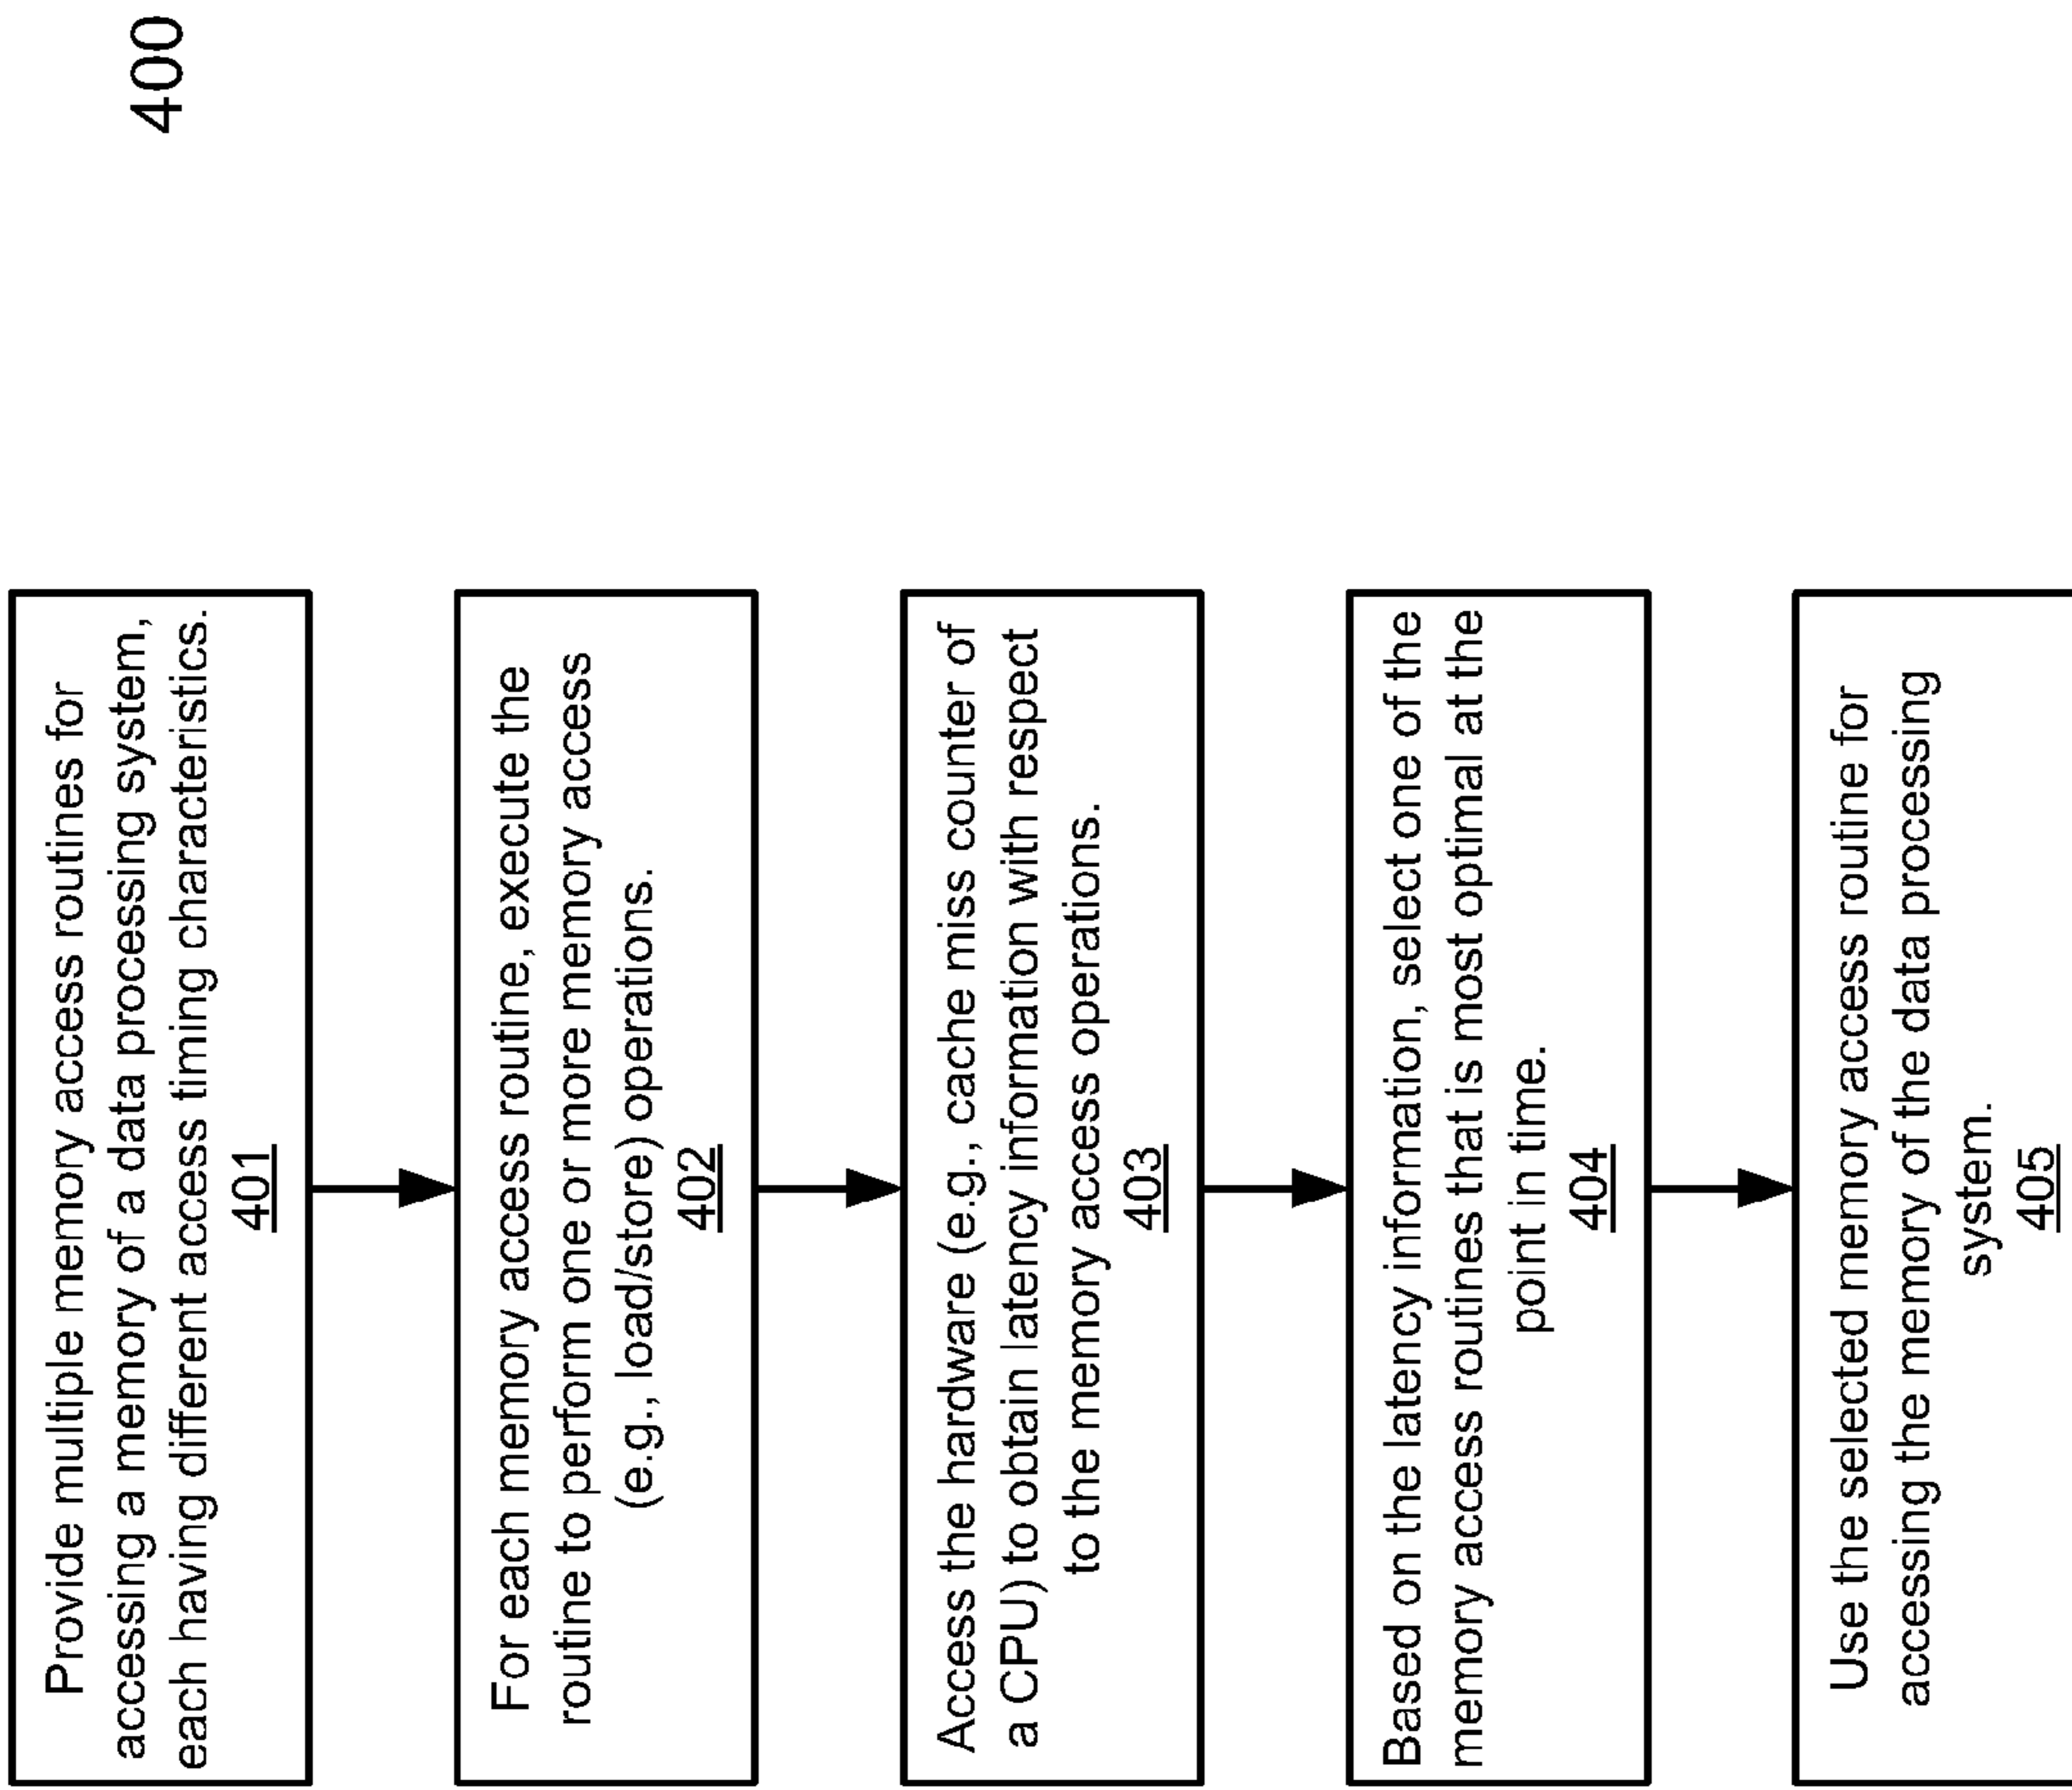 400
Provide multiple memory access routines for
accessing a memory of a data processing system,
each having different access timing characteristics.
401
For each memory access routine, execute the
routine to perform one or more memory access
(e.g., load/store) operations.
402
Access the hardware (e.g., cache miss counter of
a CPU) to obtain latency information with respect
to the memory access operations.
403
Based on the latency information, select one of the
memory access routines that is most optimal at the
point in time.
404
Use the selected memory access routine for
accessing the memory of the data processing
system.
405